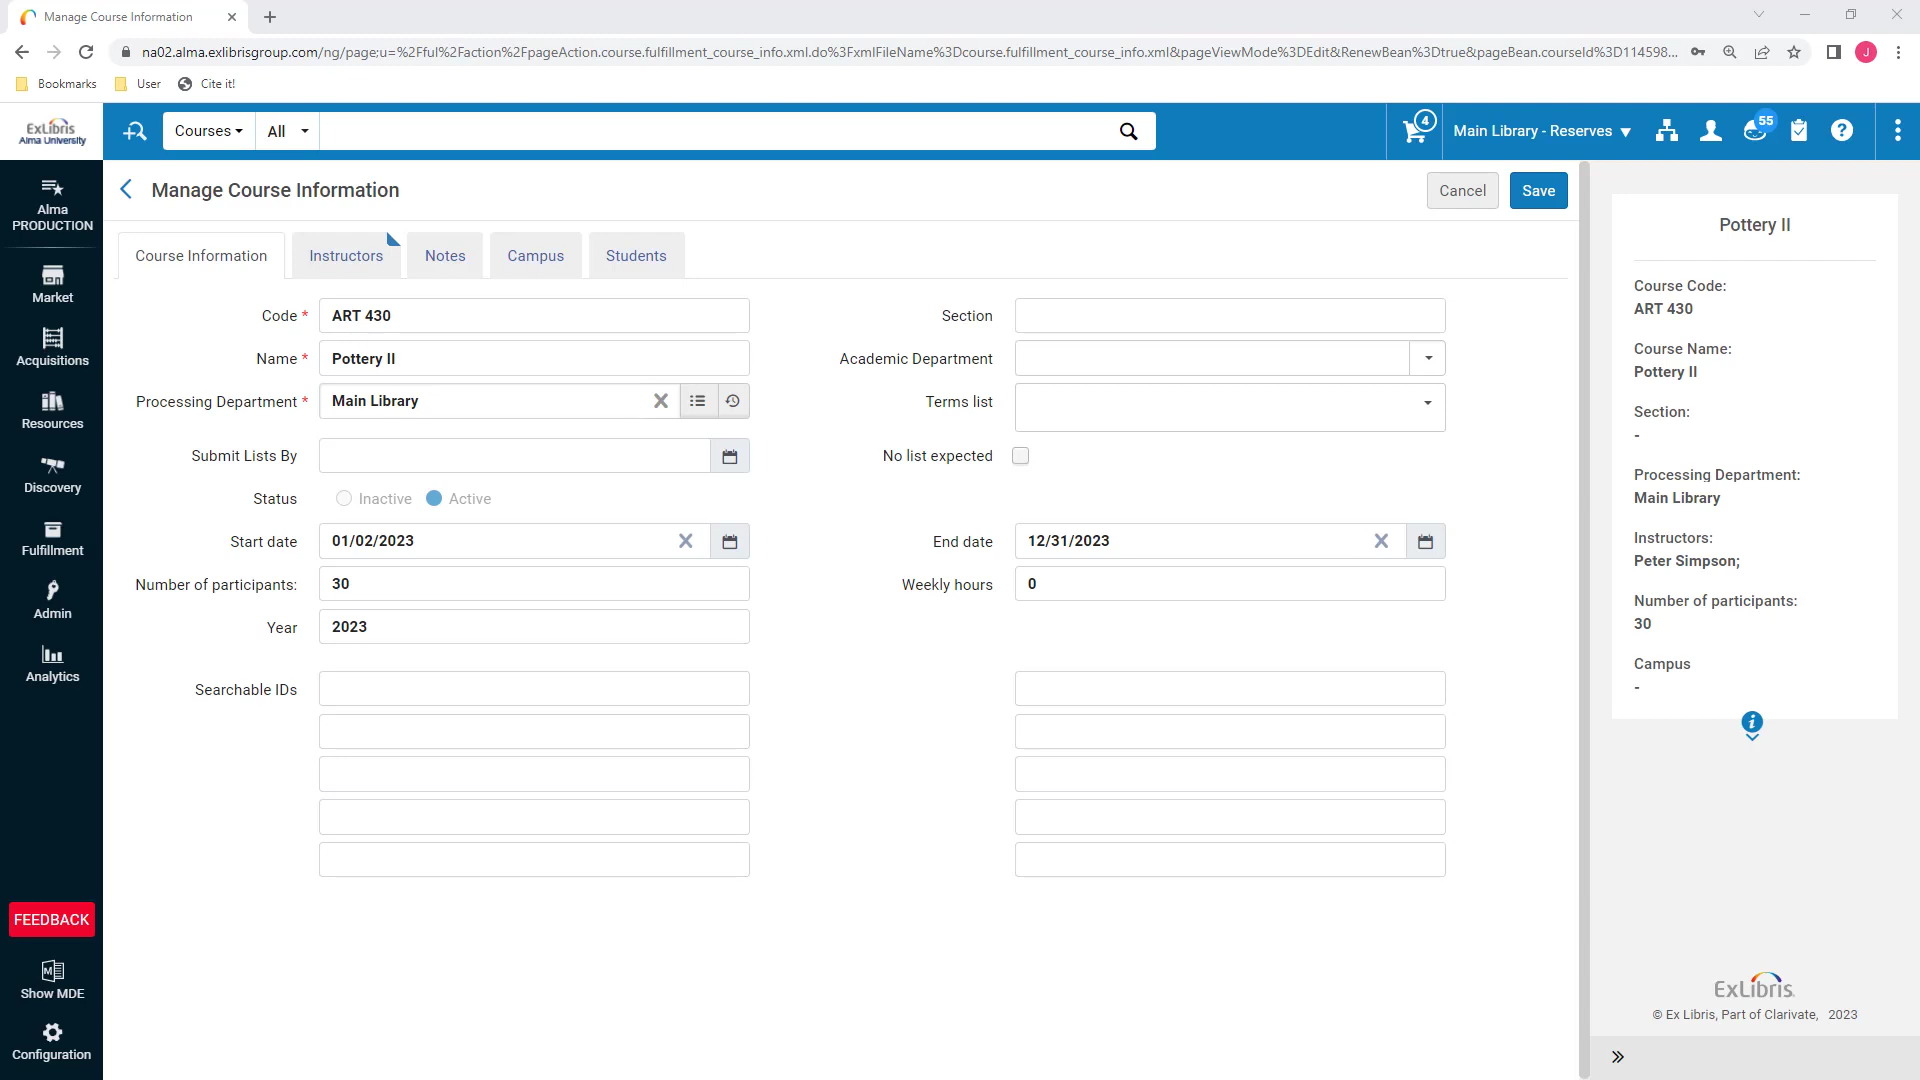 Manage Course Information
na02.alma.exlibrisgroup.com/ng/page;u=%2Fful%2Faction%2FpageAction.course.fulfillment_course_info.xml.do%3FxmlFileName%3Dcourse.fulfillment_course_info.xml&pageViewMode%3DEdit&RenewBean%3Dtrue&pageBean.courseId%3D114598...
J
Bookmarks User Cite it!
ExLibris
Alma University
Courses All
4
Main Library - Reserves
55
?
Alma
PRODUCTION
Market
Acquisitions
Resources
Discovery
Fulfillment
Admin
Analytics
FEEDBACK
Show MDE
Configuration
Manage Course Information
Cancel Save
Course Information Instructors Notes Campus Students
Code * ART 430
Section
Name * Pottery II
Academic Department
Processing Department * Main Library
Terms list
Submit Lists By
No list expected
Status Inactive Active
Start date 01/02/2023
End date 12/31/2023
Number of participants: 30
Weekly hours 0
Year 2023
Searchable IDs
Pottery II
Course Code:
ART 430
Course Name:
Pottery II
Section:
-
Processing Department:
Main Library
Instructors:
Peter Simpson;
Number of participants:
30
Campus
-
i
ExLibris
© Ex Libris, Part of Clarivate, 2023